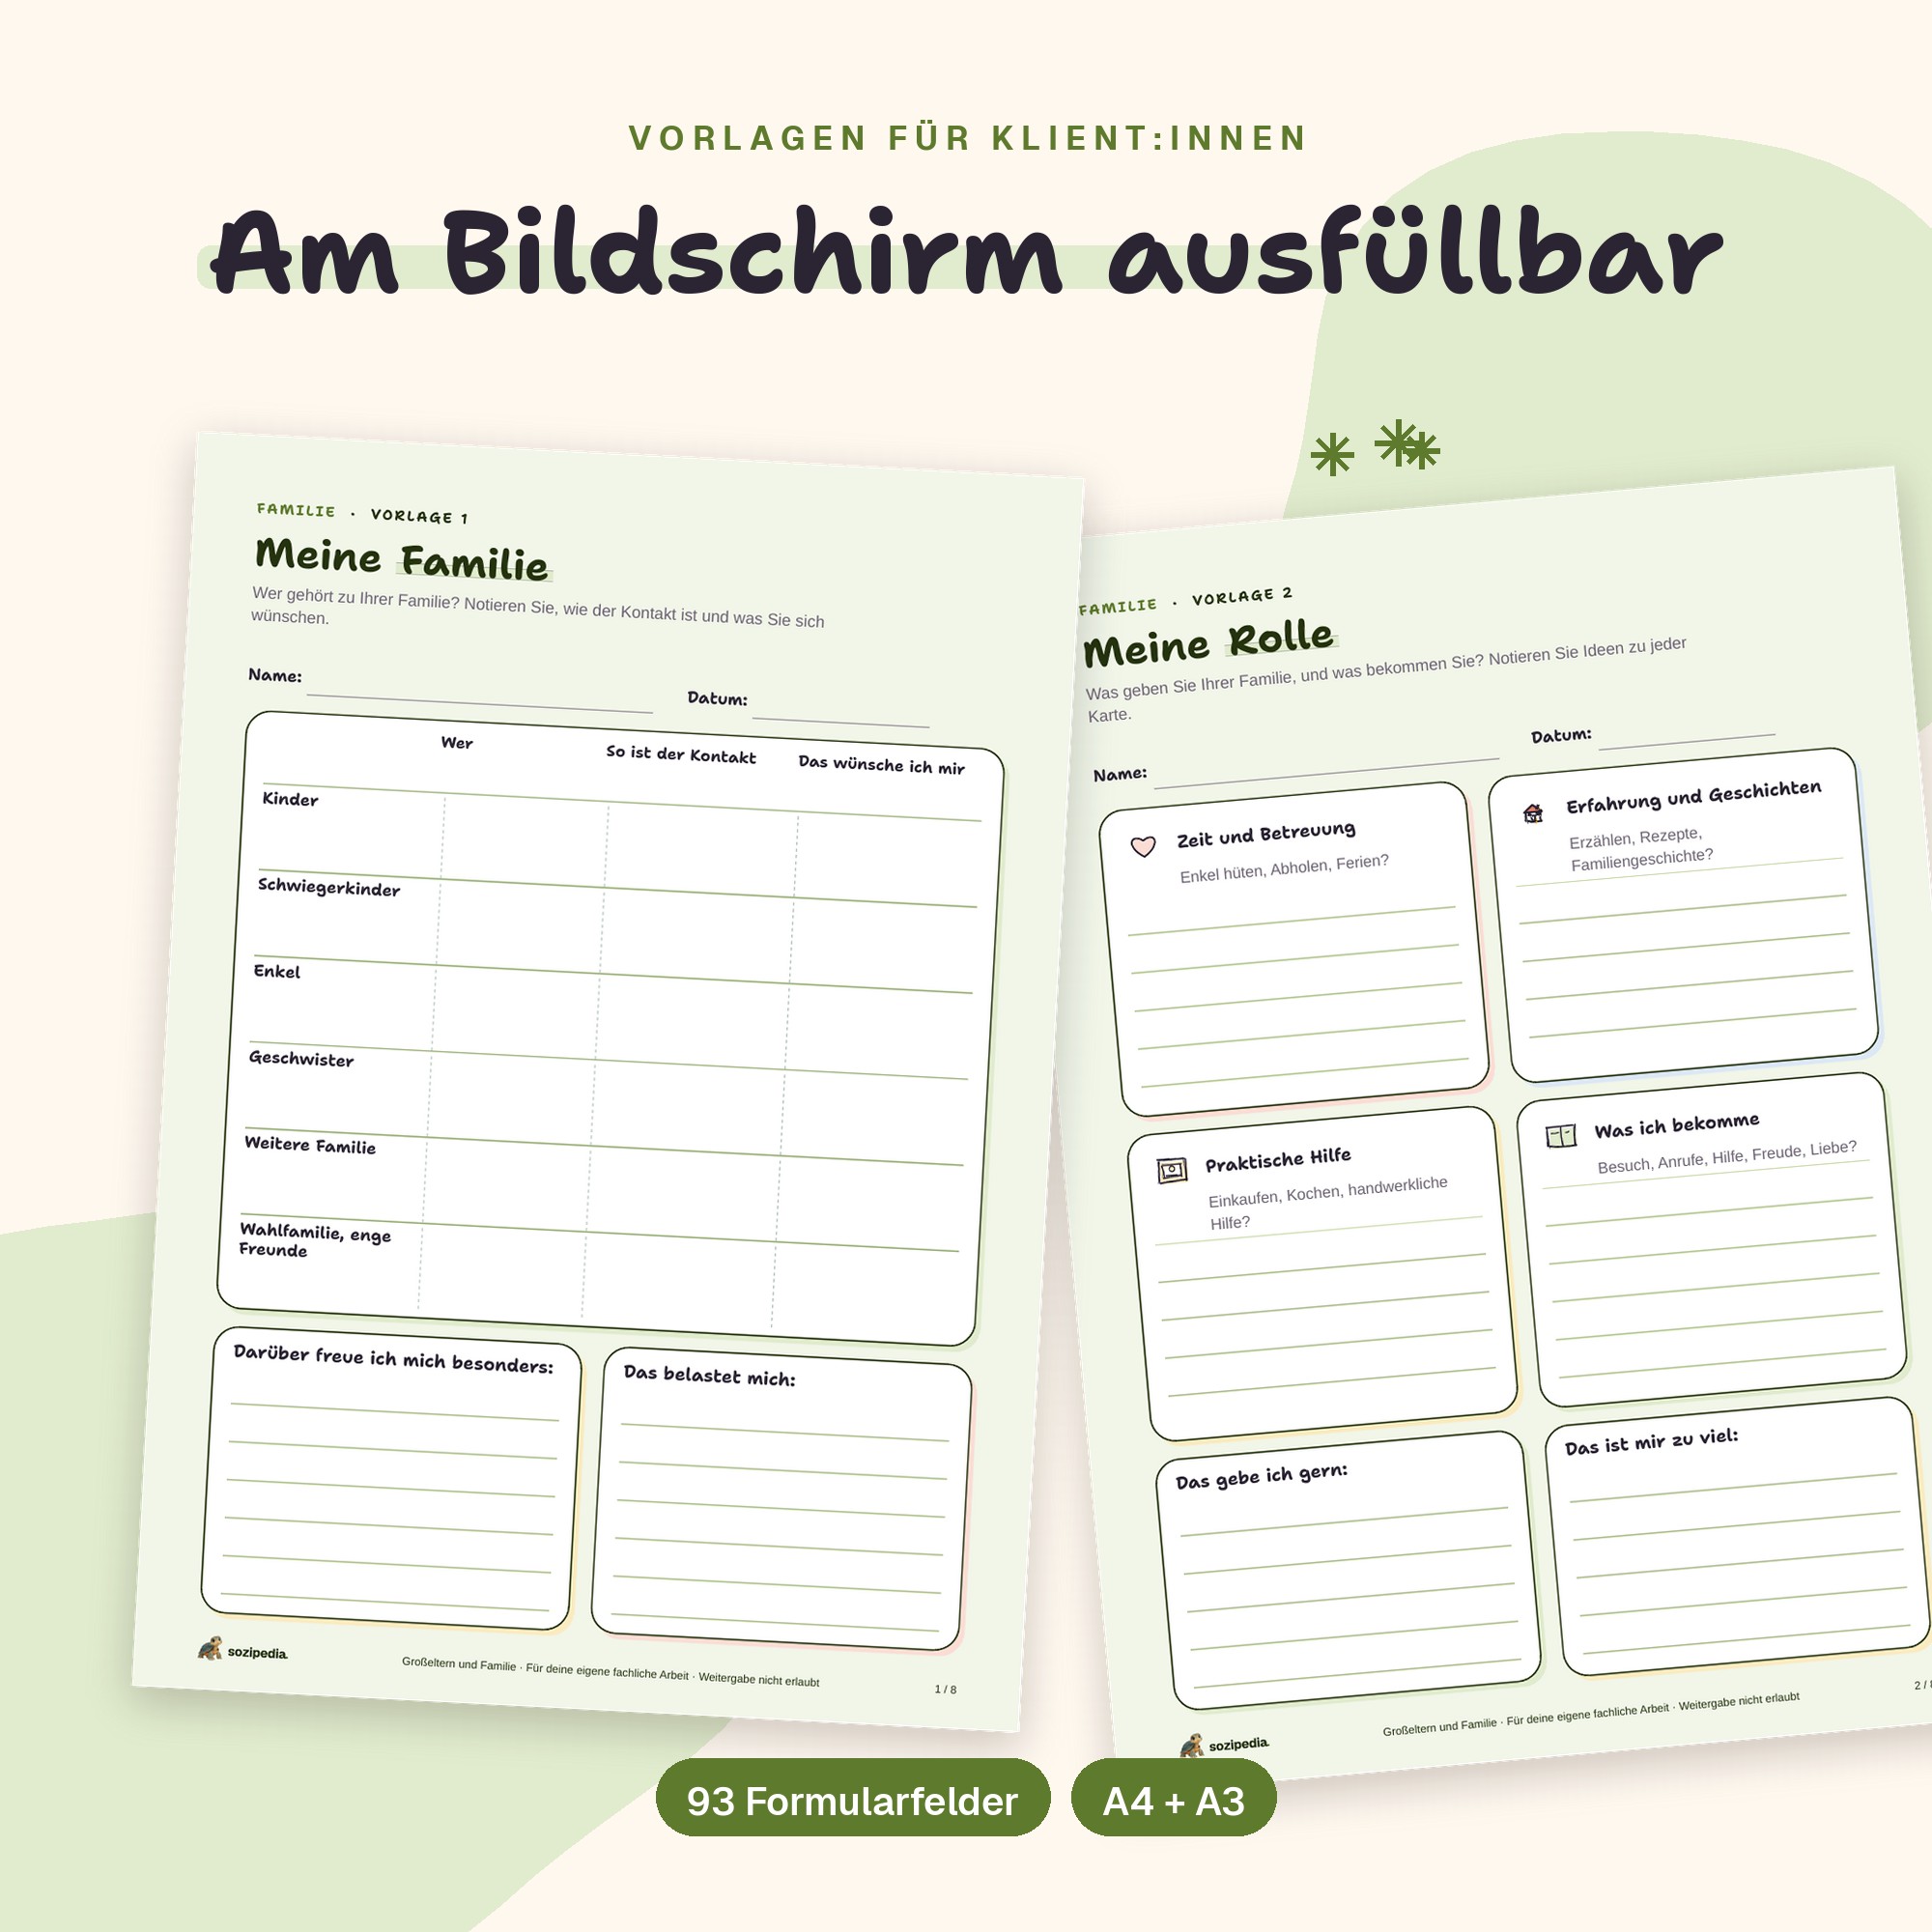 VORLAGEN FÜR KLIENT:INNEN
Am Bildschirm ausfüllbar
FAMILIE · VORLAGE 1
Meine Familie
Wer gehört zu Ihrer Familie? Notieren Sie, wie der Kontakt ist und was Sie sich
wünschen.
Name:
Datum:
Wer
So ist der Kontakt
Das wünsche ich mir
Kinder
Schwiegerkinder
Enkel
Geschwister
Weitere Familie
Wahlfamilie, enge
Freunde
Darüber freue ich mich besonders:
Das belastet mich:
sozipedia.
Großeltern und Familie · Für deine eigene fachliche Arbeit · Weitergabe nicht erlaubt
1 / 8
FAMILIE · VORLAGE 2
Meine Rolle
Was geben Sie Ihrer Familie, und was bekommen Sie? Notieren Sie Ideen zu jeder
Karte.
Name:
Datum:
Zeit und Betreuung
Enkel hüten, Abholen, Ferien?
Erfahrung und Geschichten
Erzählen, Rezepte,
Familiengeschichte?
Praktische Hilfe
Einkaufen, Kochen, handwerkliche
Hilfe?
Was ich bekomme
Besuch, Anrufe, Hilfe, Freude, Liebe?
Das gebe ich gern:
Das ist mir zu viel:
sozipedia.
Großeltern und Familie · Für deine eigene fachliche Arbeit · Weitergabe nicht erlaubt
2 / 8
93 Formularfelder
A4 + A3